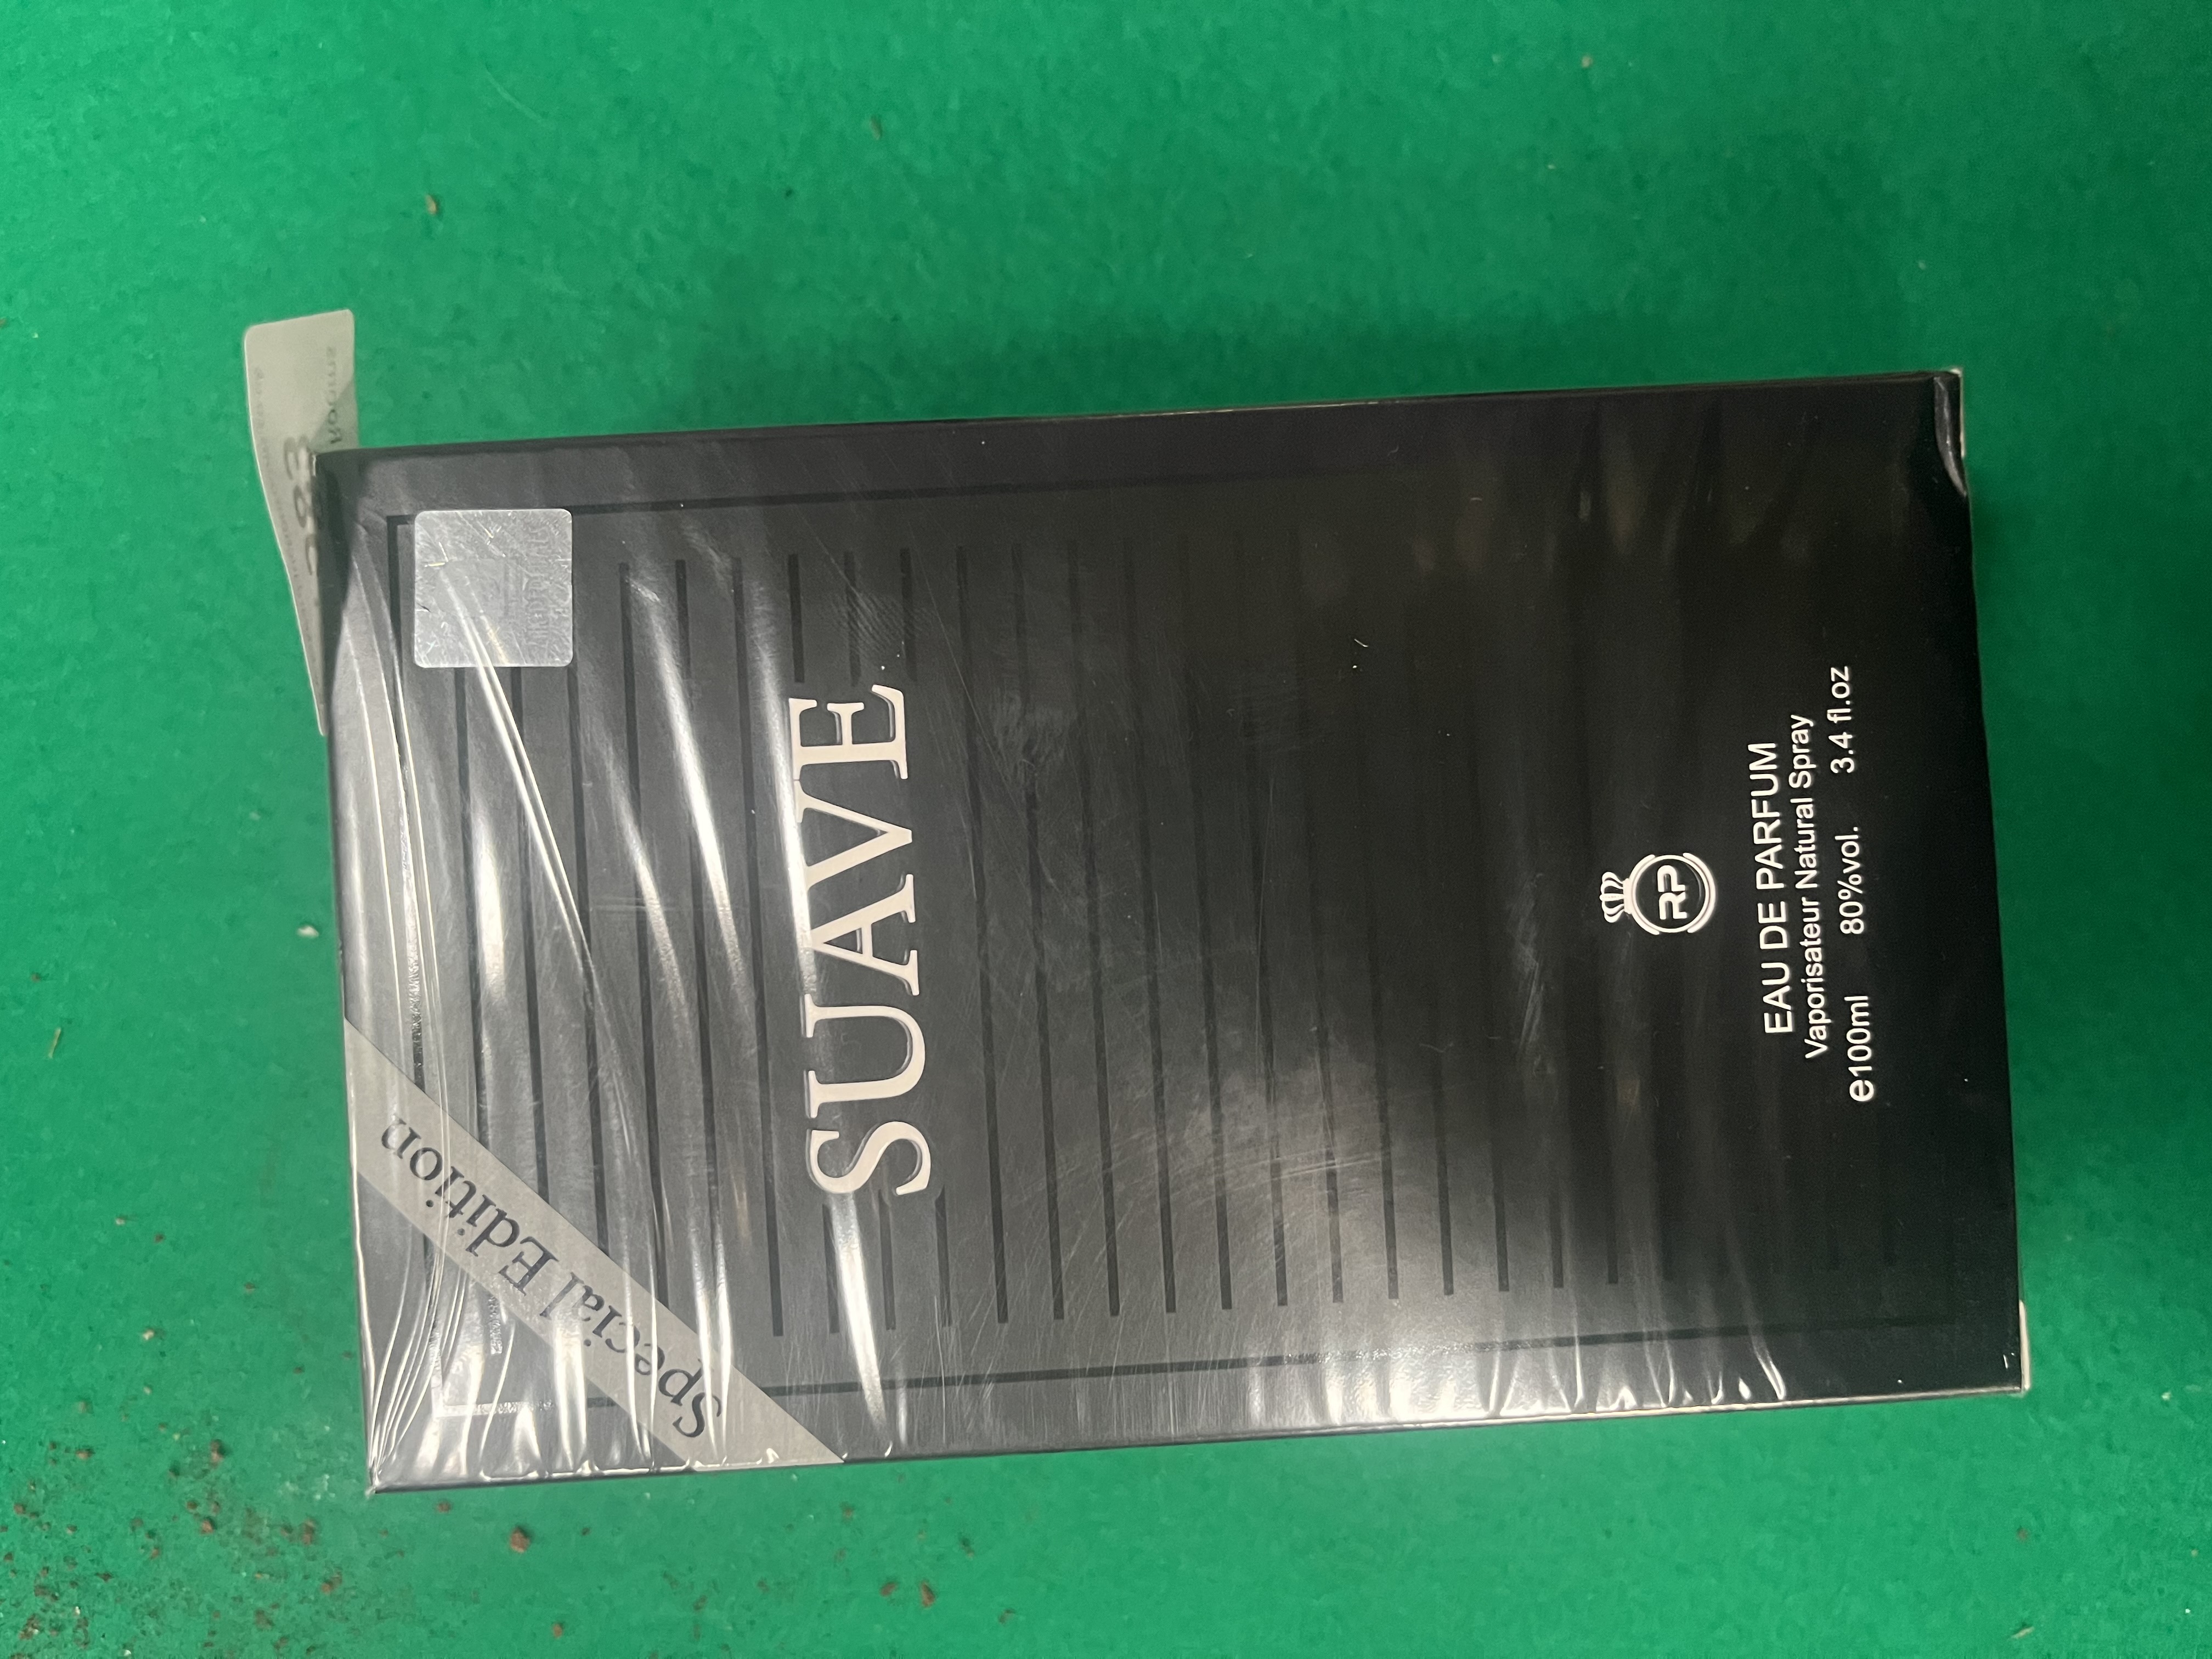 Special Edition
SUAVE
RP
EAU DE PARFUM
Vaporisateur Natural Spray
e100ml 80%vol. 3.4 fl.oz